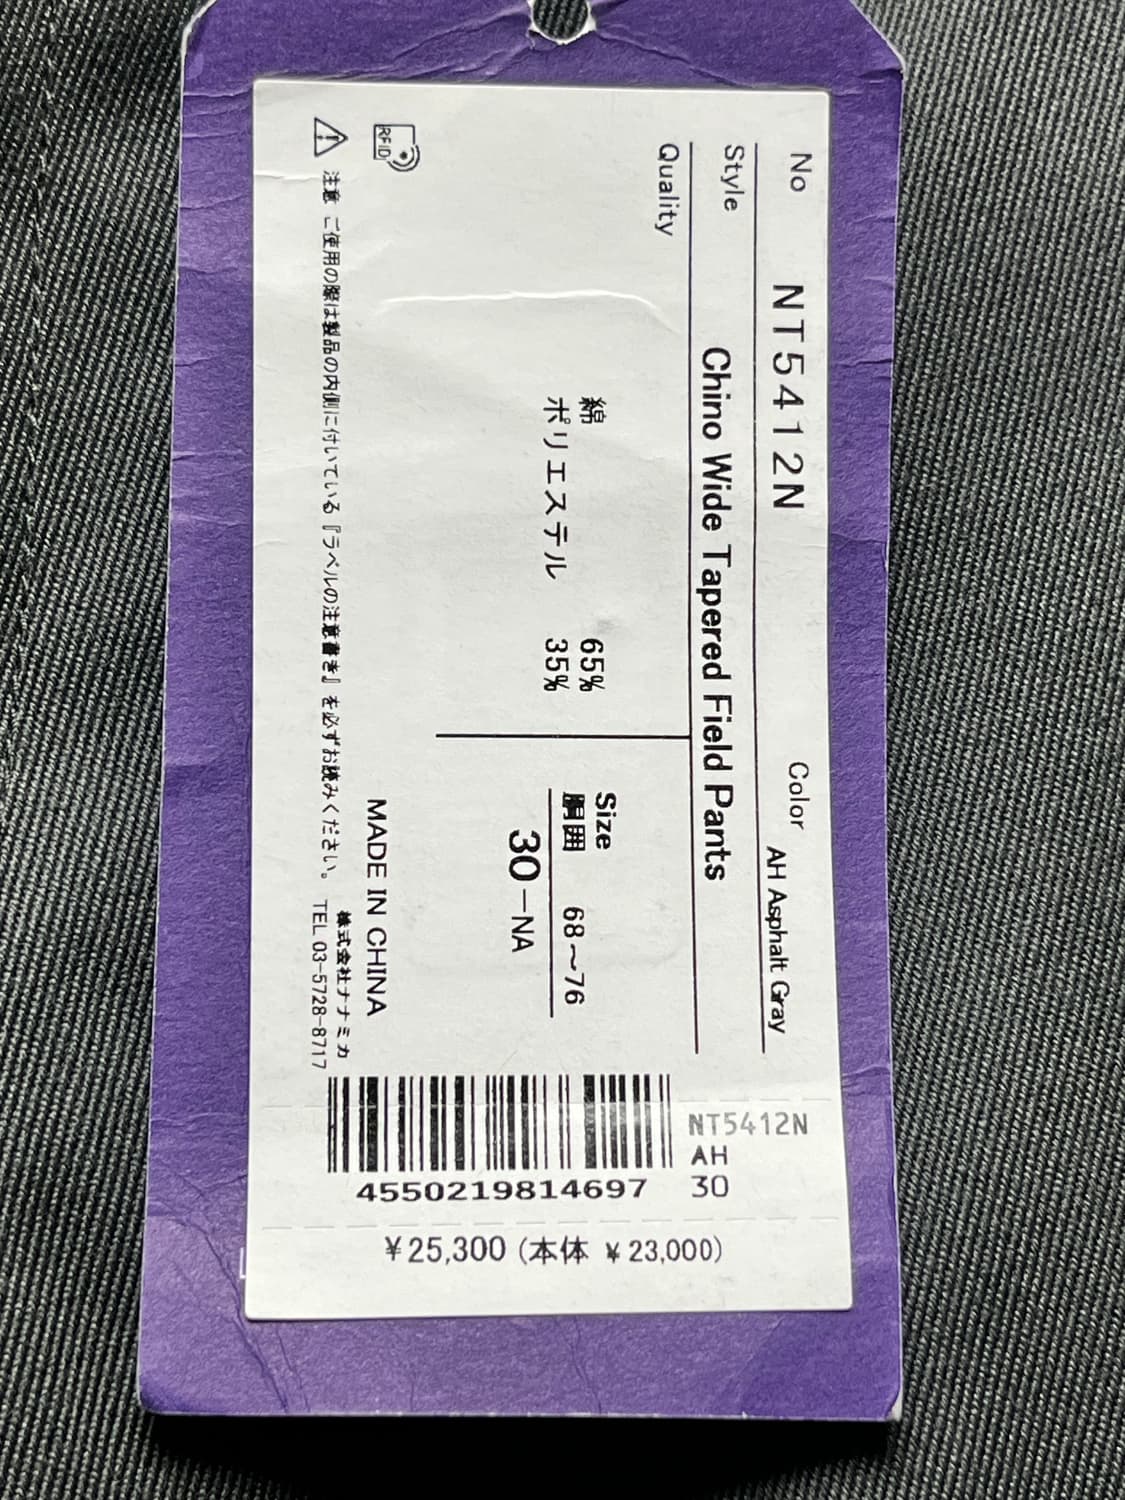 No NT5412N Color AH Asphalt Gray
Style Chino Wide Tapered Field Pants
Quality
綿 65%
ポリエステル 35%
Size
胴囲 68～76
30－NA
RFID
MADE IN CHINA
株式会社ナナミカ
注意 ご使用の際は製品の内側に付いている『ラベルの注意書き』を必ずお読みください。 TEL 03-5728-8717
NT5412N
AH
30
4550219814697
¥25,300 (本体 ¥23,000)